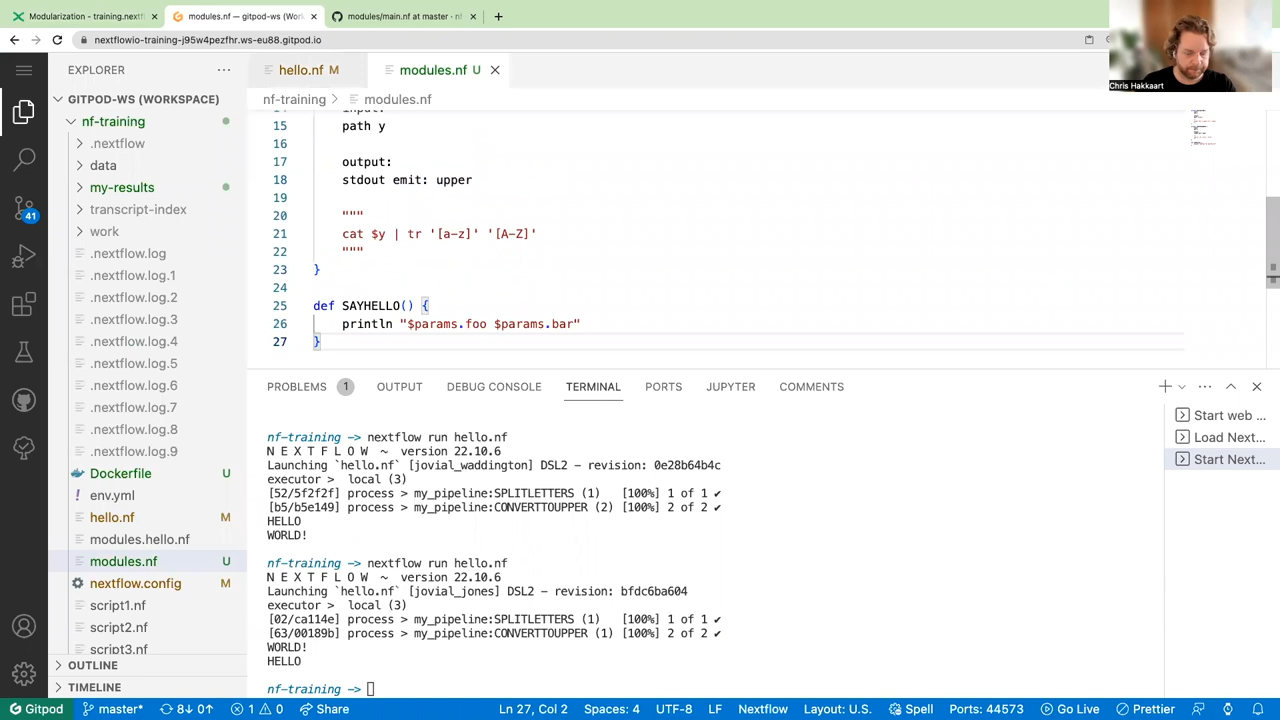 Modularization - training.nextfl
modules.nf — gitpod-ws (Work
modules/main.nf at master · nf-
nextflowio-training-j95w4pezfhr.ws-eu88.gitpod.io
Chris Hakkaart
EXPLORER
GITPOD-WS (WORKSPACE)
nf-training
.nextflow
data
my-results
transcript-index
work
.nextflow.log
.nextflow.log.1
.nextflow.log.2
.nextflow.log.3
.nextflow.log.4
.nextflow.log.5
.nextflow.log.6
.nextflow.log.7
.nextflow.log.8
.nextflow.log.9
Dockerfile U
env.yml
hello.nf M
modules.hello.nf
modules.nf U
nextflow.config M
script1.nf
script2.nf
script3.nf
OUTLINE
TIMELINE
41
hello.nf M
modules.nf U
nf-training > modules.nf
14 input:
15 path y
16
17 output:
18 stdout emit: upper
19
20 """
21 cat $y | tr '[a-z]' '[A-Z]'
22 """
23 }
24
25 def SAYHELLO() {
26 println "$params.foo $params.bar"
27 }
PROBLEMS 1 OUTPUT DEBUG CONSOLE TERMINAL PORTS JUPYTER COMMENTS
nf-training -> nextflow run hello.nf
N E X T F L O W ~ version 22.10.6
Launching `hello.nf` [jovial_waddington] DSL2 - revision: 0e28b64b4c
executor > local (3)
[52/5f2f2f] process > my_pipeline:SPLITLETTERS (1) [100%] 1 of 1 ✔
[b5/b5e149] process > my_pipeline:CONVERTTOUPPER (2) [100%] 2 of 2 ✔
HELLO
WORLD!
nf-training -> nextflow run hello.nf
N E X T F L O W ~ version 22.10.6
Launching `hello.nf` [jovial_jones] DSL2 - revision: bfdc6ba604
executor > local (3)
[02/ca114e] process > my_pipeline:SPLITLETTERS (1) [100%] 1 of 1 ✔
[63/00189b] process > my_pipeline:CONVERTTOUPPER (1) [100%] 2 of 2 ✔
WORLD!
HELLO
nf-training ->
Start web ...
Load Next...
Start Next...
Gitpod master* 8↓ 0↑ 1 0 Share Ln 27, Col 2 Spaces: 4 UTF-8 LF Nextflow Layout: U.S. Spell Ports: 44573 Go Live Prettier